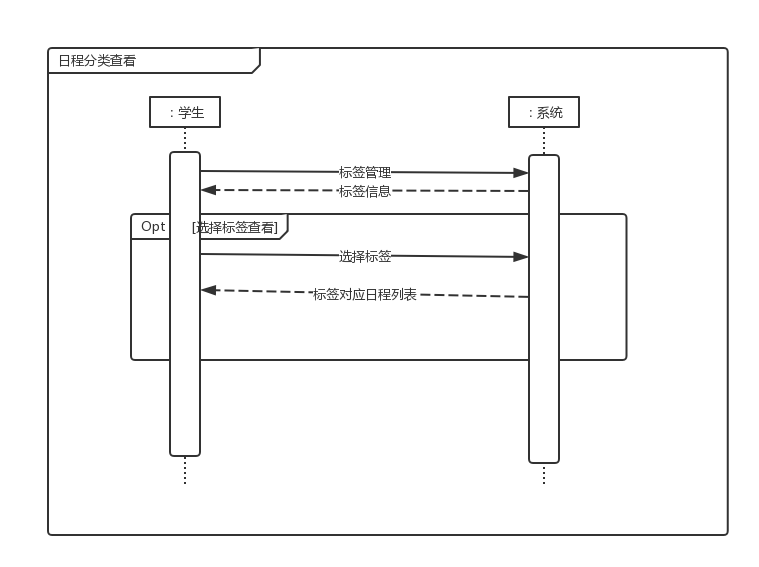 日程分类查看
：学生
：系统
标签管理
标签信息
Opt [选择标签查看]
选择标签
标签对应日程列表